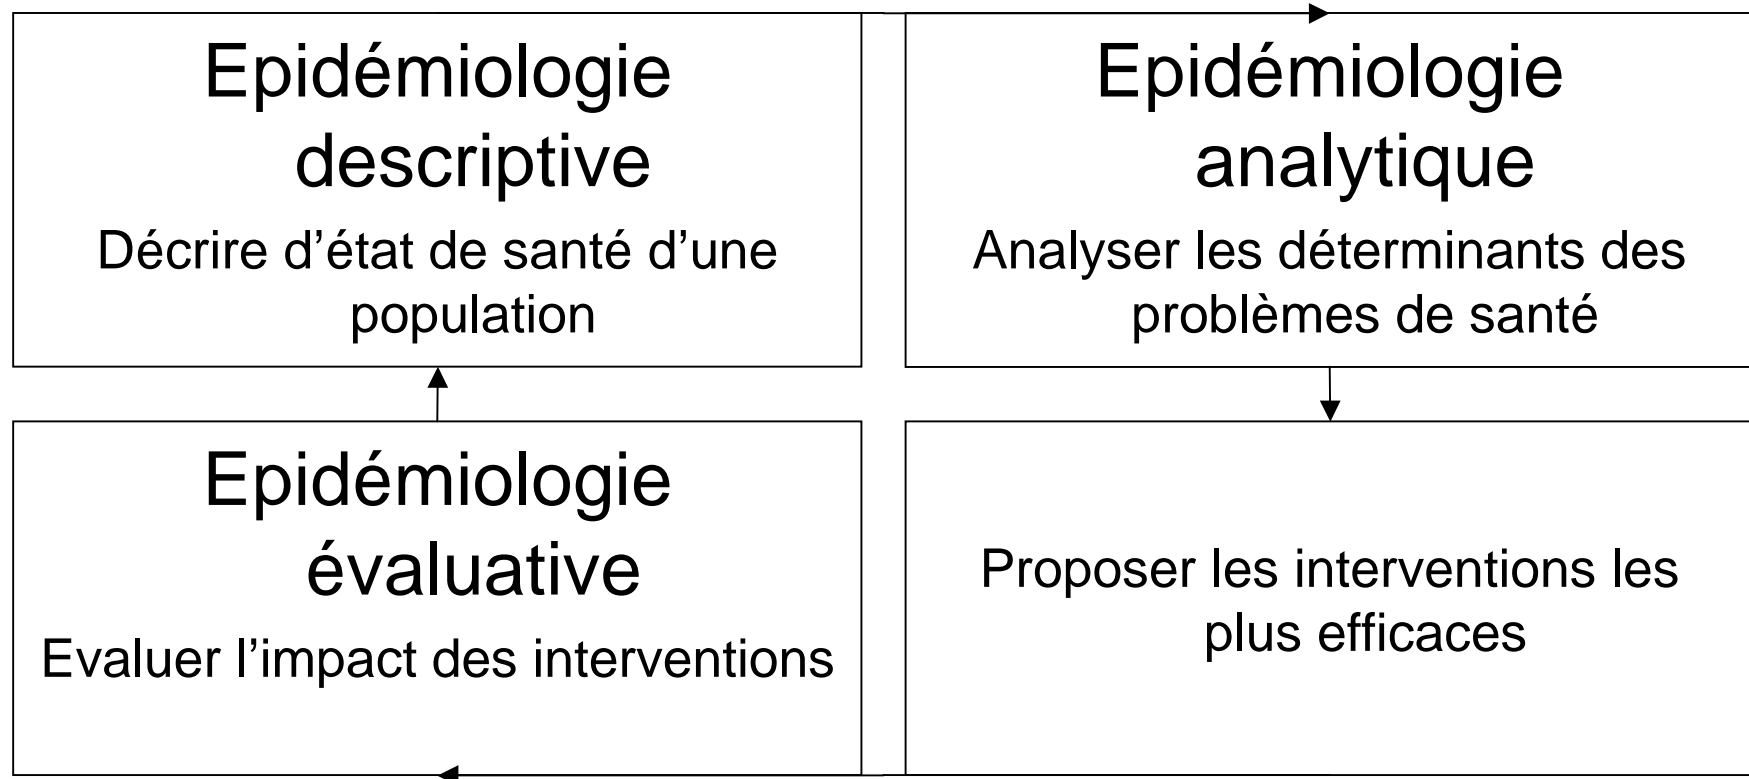 Epidémiologie
descriptive
Décrire d’état de santé d’une
population
Epidémiologie
analytique
Analyser les déterminants des
problèmes de santé
Epidémiologie
évaluative
Evaluer l’impact des interventions
Proposer les interventions les
plus efficaces